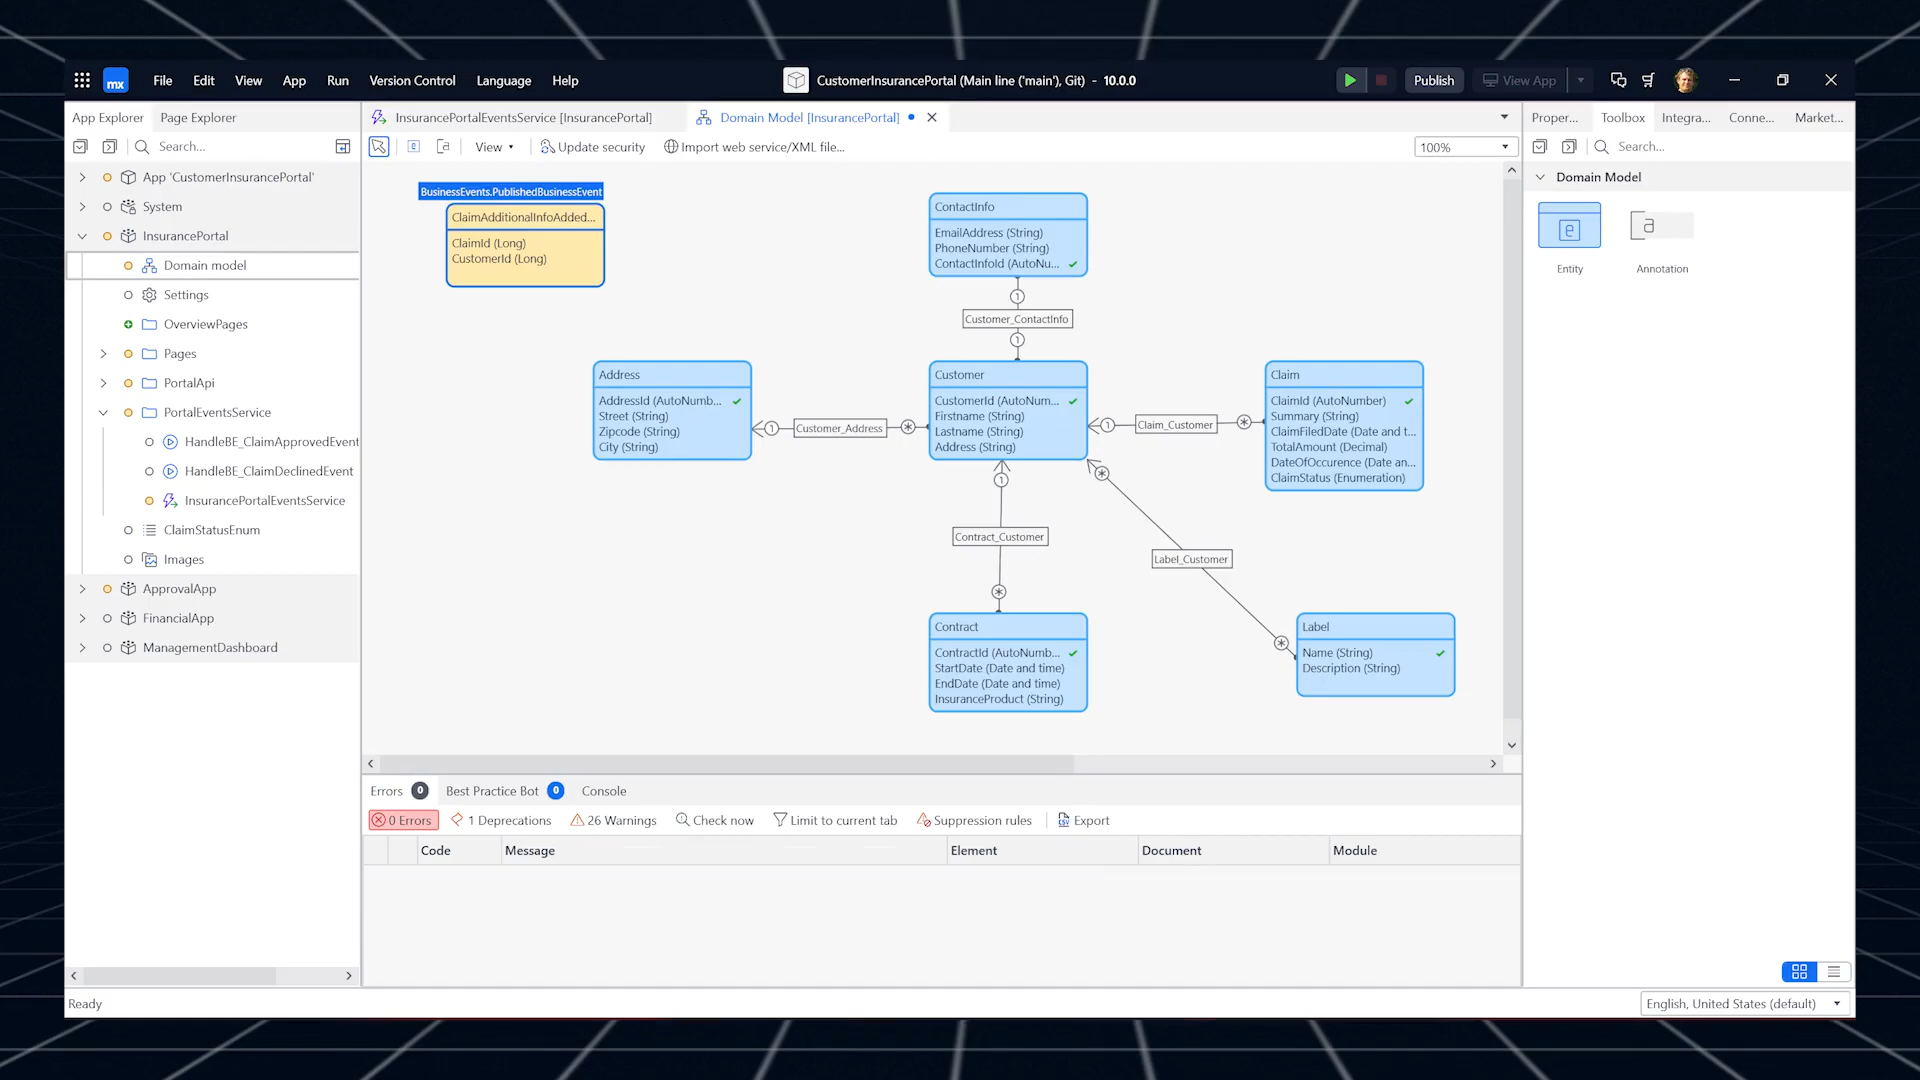 mx File Edit View App Run Version Control Language Help
CustomerInsurancePortal (Main line ('main'), Git) - 10.0.0
Publish View App
App Explorer Page Explorer
Search...
App 'CustomerInsurancePortal'
System
InsurancePortal
Domain model
Settings
OverviewPages
Pages
PortalApi
PortalEventsService
HandleBE_ClaimApprovedEvent
HandleBE_ClaimDeclinedEvent
InsurancePortalEventsService
ClaimStatusEnum
Images
ApprovalApp
FinancialApp
ManagementDashboard
InsurancePortalEventsService [InsurancePortal]
Domain Model [InsurancePortal]
e a View Update security Import web service/XML file...
100%
BusinessEvents.PublishedBusinessEvent
ClaimAdditionalInfoAdded...
ClaimId (Long)
CustomerId (Long)
ContactInfo
EmailAddress (String)
PhoneNumber (String)
ContactInfoId (AutoNu...
1
Customer_ContactInfo
1
Address
AddressId (AutoNumb...
Street (String)
Zipcode (String)
City (String)
1 Customer_Address *
Customer
CustomerId (AutoNum...
Firstname (String)
Lastname (String)
Address (String)
1 Claim_Customer *
Claim
ClaimId (AutoNumber)
Summary (String)
ClaimFiledDate (Date and t...
TotalAmount (Decimal)
DateOfOccurence (Date an...
ClaimStatus (Enumeration)
1
Contract_Customer
*
*
Label_Customer
*
Contract
ContractId (AutoNumb...
StartDate (Date and time)
EndDate (Date and time)
InsuranceProduct (String)
Label
Name (String)
Description (String)
Errors 0 Best Practice Bot 0 Console
0 Errors 1 Deprecations 26 Warnings Check now Limit to current tab Suppression rules CSV Export
Code Message Element Document Module
Proper... Toolbox Integra... Conne... Market...
Search...
Domain Model
e a
Entity Annotation
Ready
English, United States (default)